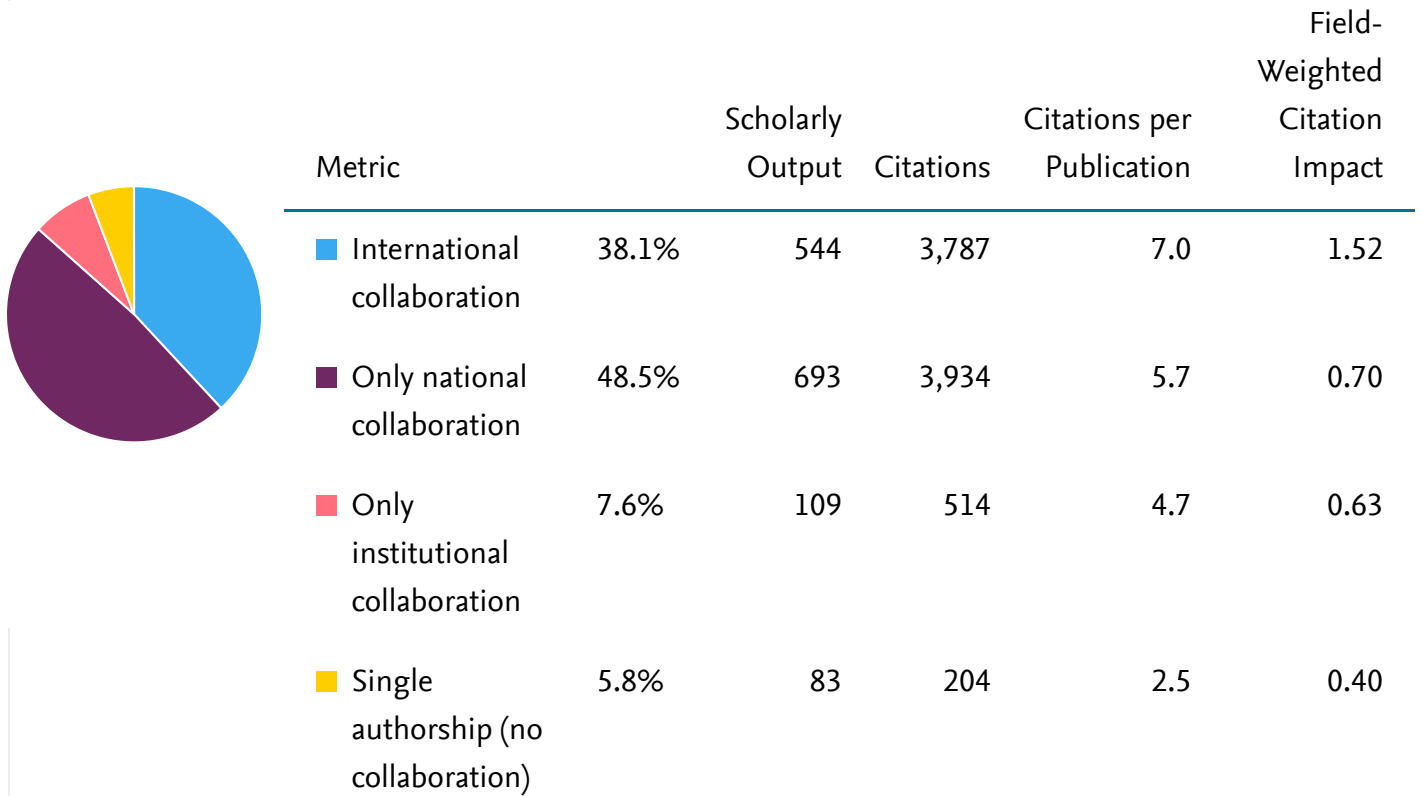 Field-
Weighted
Scholarly Citations per Citation
Metric Output Citations Publication Impact
International 38.1% 544 3,787 7.0 1.52
collaboration
Only national 48.5% 693 3,934 5.7 0.70
collaboration
Only 7.6% 109 514 4.7 0.63
institutional
collaboration
Single 5.8% 83 204 2.5 0.40
authorship (no
collaboration)